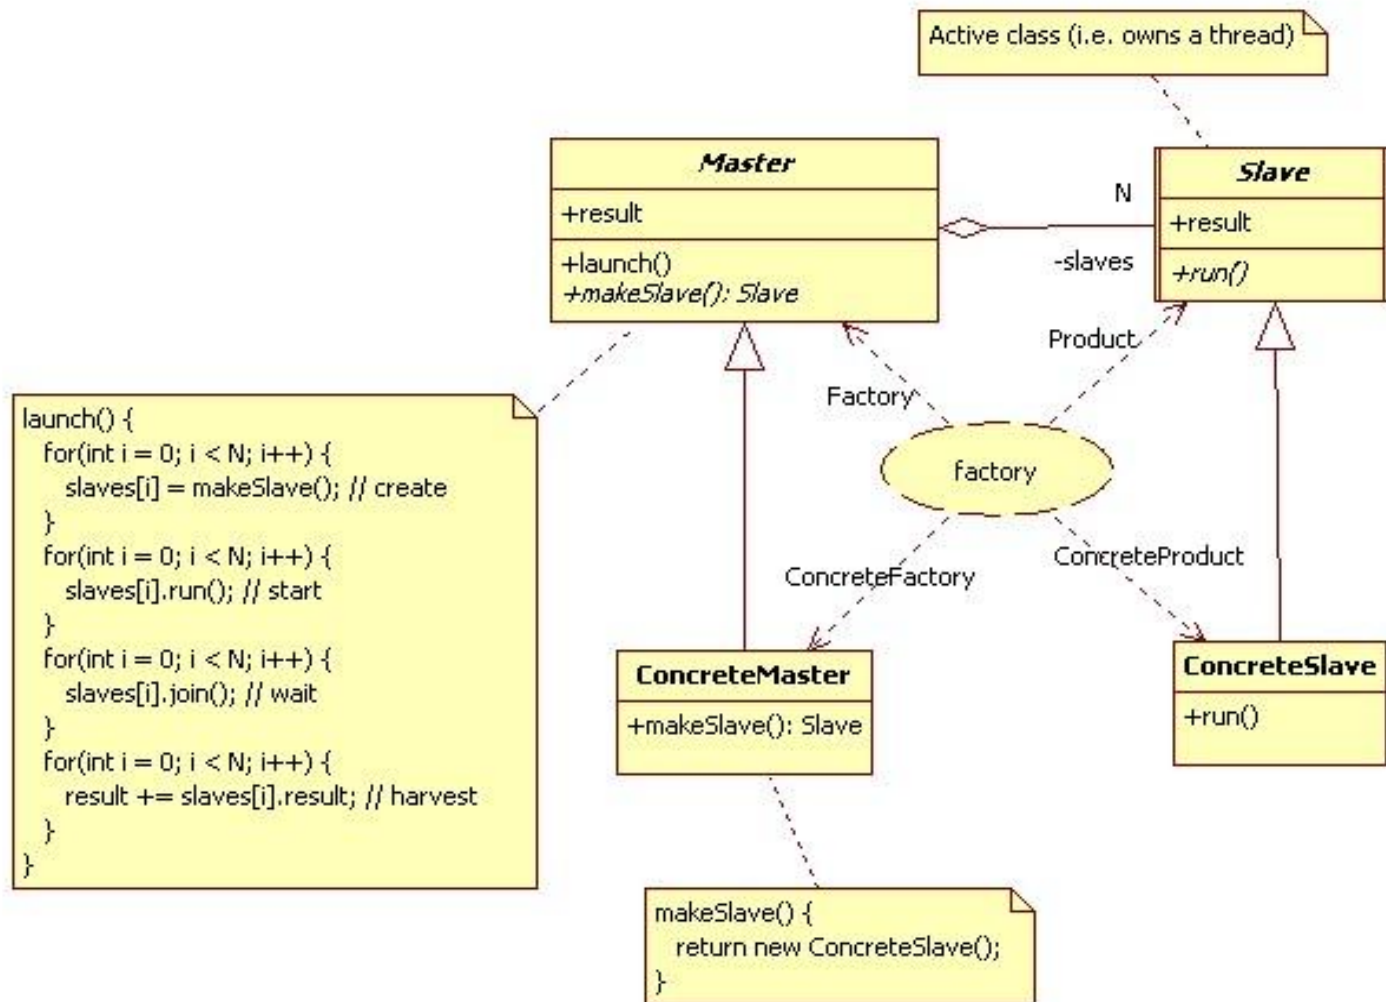 Active class (i.e. owns a thread)
Master
+result
+launch()
+makeSlave(): Slave
N
-slaves
Slave
+result
+run()
Product
Factory
factory
ConcreteFactory
ConcreteProduct
launch() {
for(int i = 0; i < N; i++) {
slaves[i] = makeSlave(); // create
}
for(int i = 0; i < N; i++) {
slaves[i].run(); // start
}
for(int i = 0; i < N; i++) {
slaves[i].join(); // wait
}
for(int i = 0; i < N; i++) {
result += slaves[i].result; // harvest
}
}
ConcreteMaster
+makeSlave(): Slave
ConcreteSlave
+run()
makeSlave() {
return new ConcreteSlave();
}